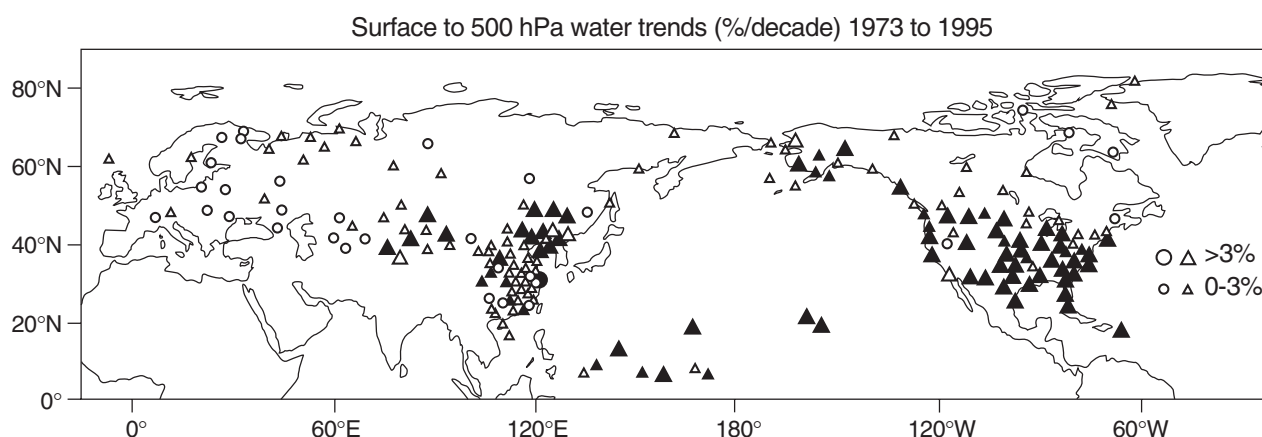 Surface to 500 hPa water trends (%/decade) 1973 to 1995
80°N
60°N
40°N
20°N
0°
>3%
0-3%
0° 60°E 120°E 180° 120°W 60°W